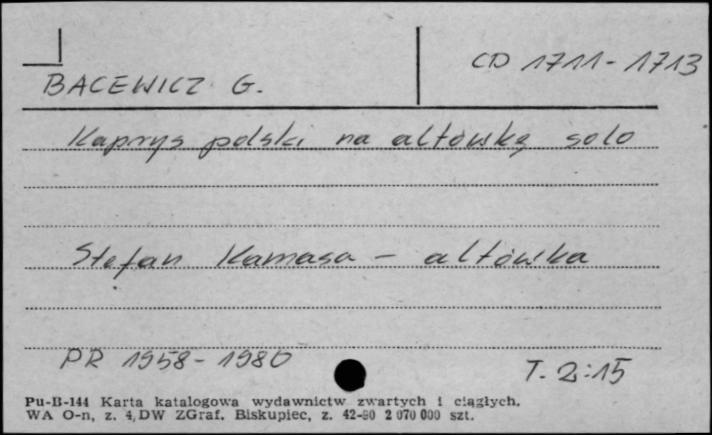 CD 1711-1713
BACEWICZ G.
Kaprys polski na altówkę solo
Stefan Kamasa - altówka
PR 1958-1980
T. 2:15
Pu-B-144 Karta katalogowa wydawnictw zwartych i ciągłych.
WA O-n, z. 4, DW ZGraf. Biskupiec, z. 42-80 2 070 000 szt.